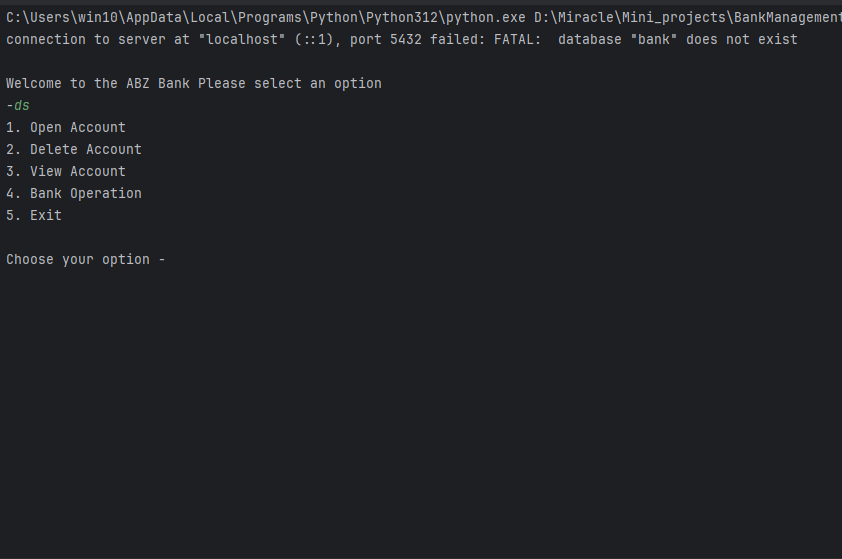 C:\Users\win10\AppData\Local\Programs\Python\Python312\python.exe D:\Miracle\Mini_projects\BankManagement
connection to server at "localhost" (::1), port 5432 failed: FATAL:  database "bank" does not exist
Welcome to the ABZ Bank Please select an option
-ds
1. Open Account
2. Delete Account
3. View Account
4. Bank Operation
5. Exit
Choose your option -